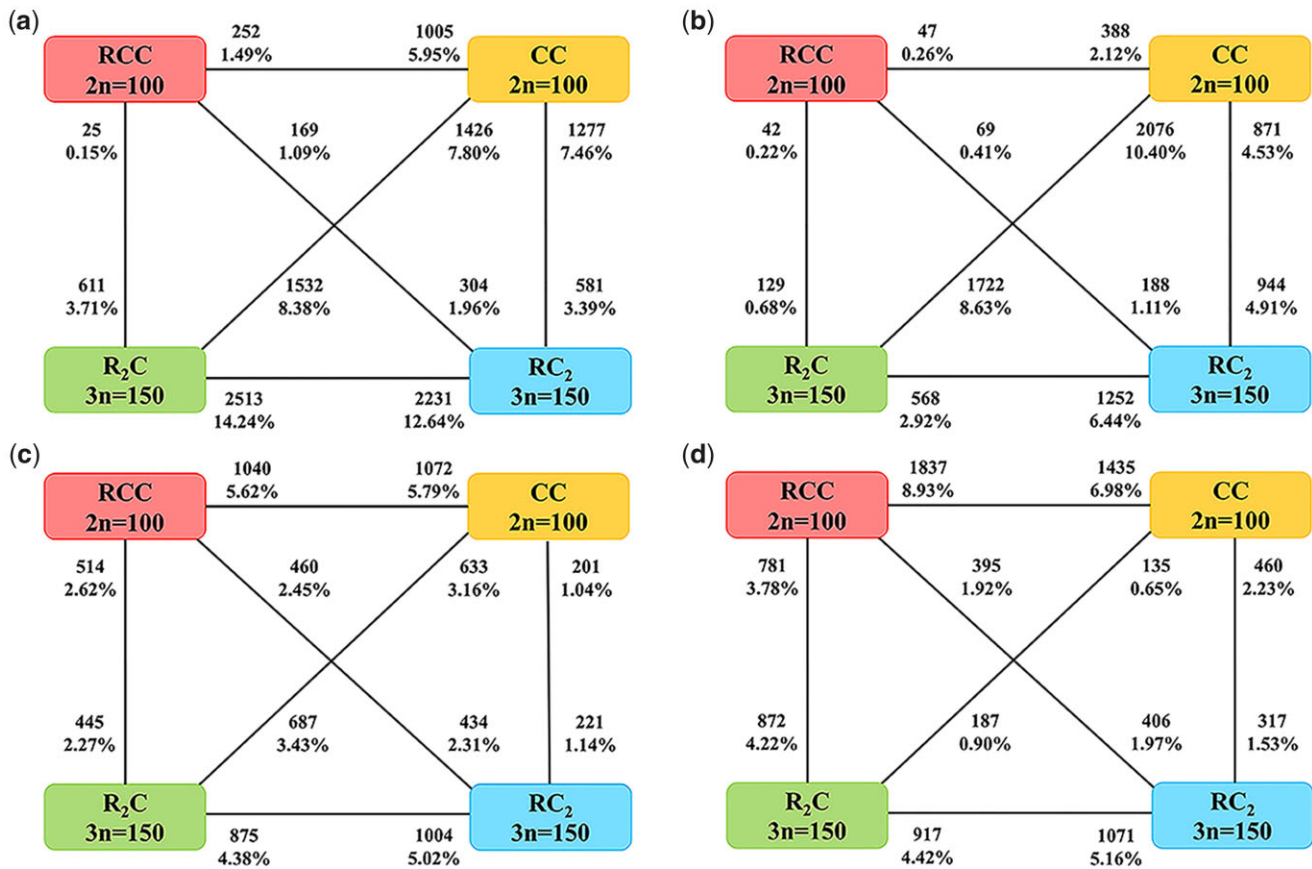 (a)
252
1.49%
1005
5.95%
RCC
2n=100
CC
2n=100
25
0.15%
169
1.09%
1426
7.80%
1277
7.46%
611
3.71%
1532
8.38%
304
1.96%
581
3.39%
R₂C
3n=150
RC₂
3n=150
2513
14.24%
2231
12.64%
(b)
47
0.26%
388
2.12%
RCC
2n=100
CC
2n=100
42
0.22%
69
0.41%
2076
10.40%
871
4.53%
129
0.68%
1722
8.63%
188
1.11%
944
4.91%
R₂C
3n=150
RC₂
3n=150
568
2.92%
1252
6.44%
(c)
1040
5.62%
1072
5.79%
RCC
2n=100
CC
2n=100
514
2.62%
460
2.45%
633
3.16%
201
1.04%
445
2.27%
687
3.43%
434
2.31%
221
1.14%
R₂C
3n=150
RC₂
3n=150
875
4.38%
1004
5.02%
(d)
1837
8.93%
1435
6.98%
RCC
2n=100
CC
2n=100
781
3.78%
395
1.92%
135
0.65%
460
2.23%
872
4.22%
187
0.90%
406
1.97%
317
1.53%
R₂C
3n=150
RC₂
3n=150
917
4.42%
1071
5.16%